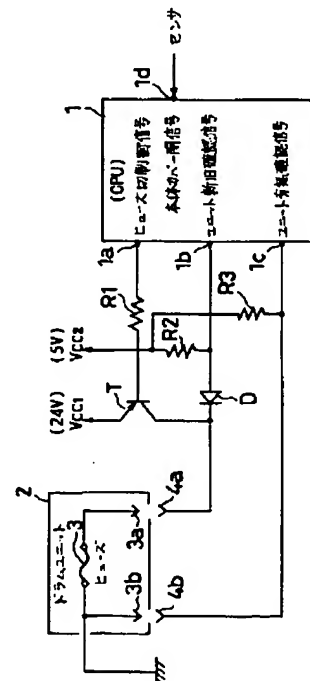 1
(CPU)
1a
ヒューズ切断制御信号
1d
センサ
本体カバー開信号
1b
ユニット新旧確認信号
1c
ユニット有無確認信号
R1
R2
R3
(5V)
VCC2
(24V)
VCC1
T
D
2
ドラムユニット
3
ヒューズ
3a
3b
4a
4b